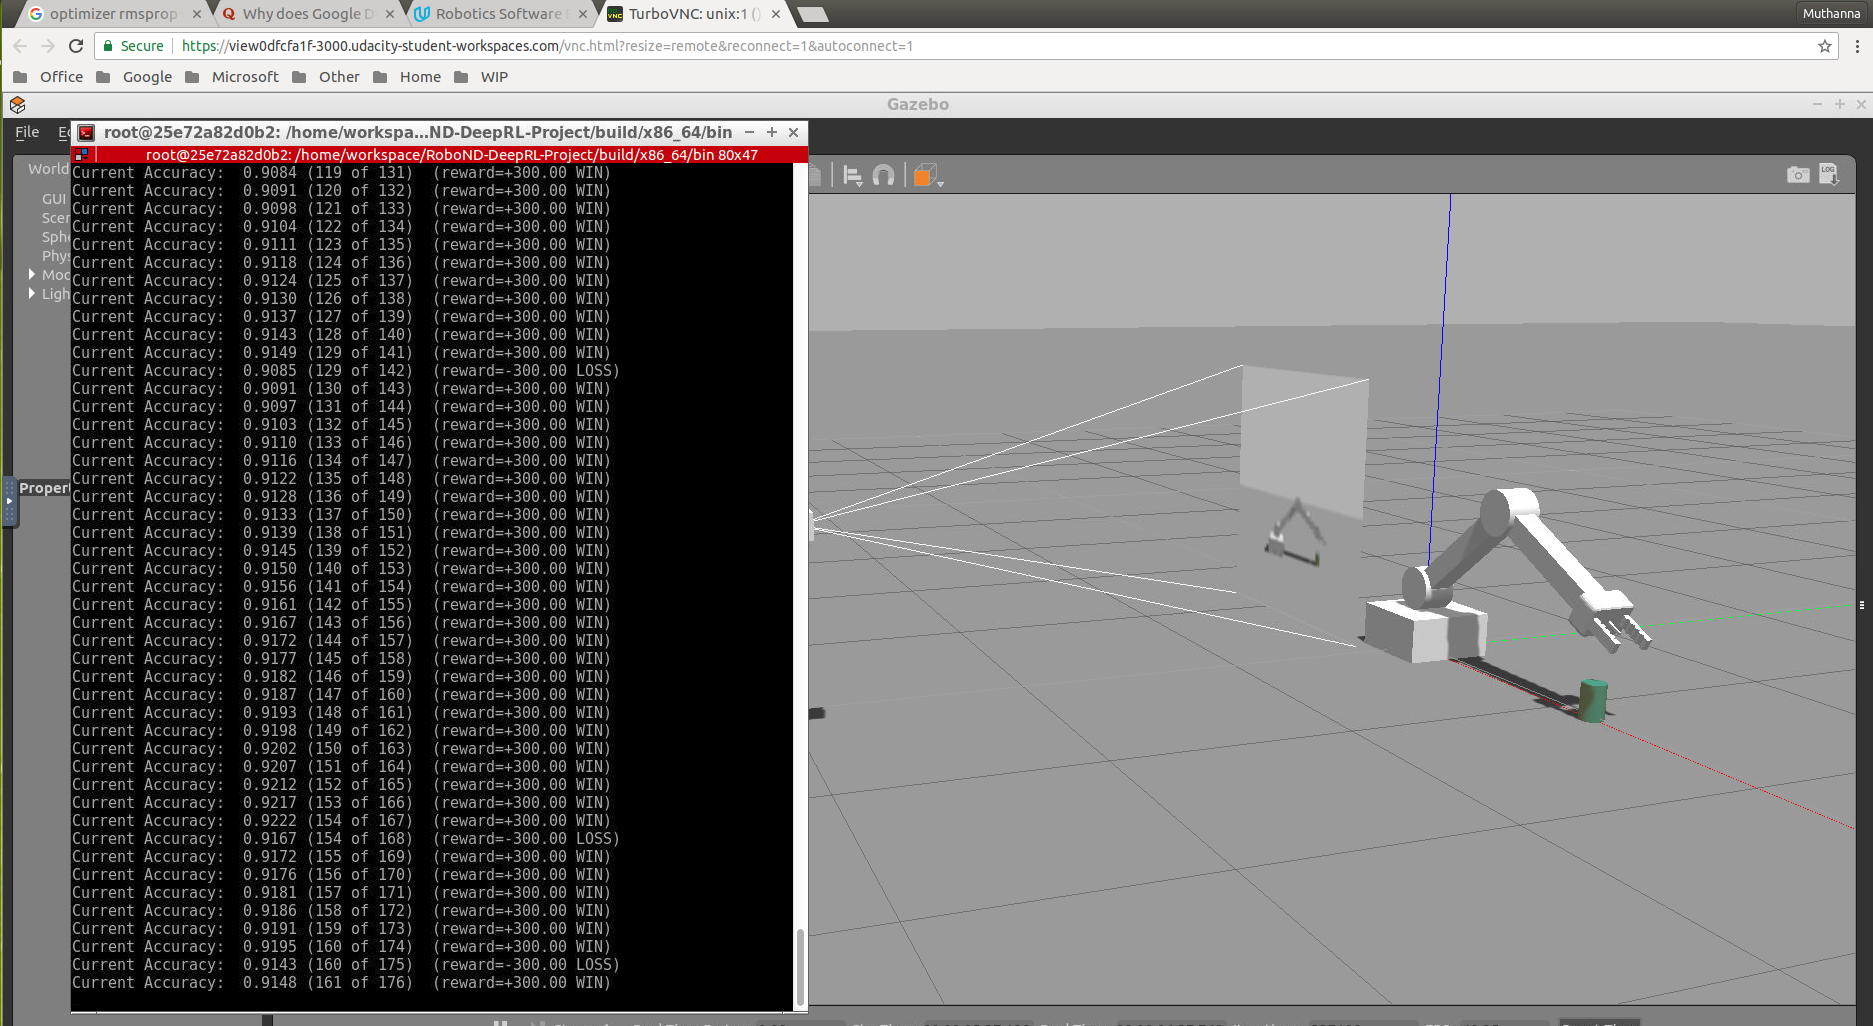 optimizer rmsprop
Why does Google D
Robotics Software E
TurboVNC: unix:1 ()
Muthanna
Secure
https://view0dfcfa1f-3000.udacity-student-workspaces.com/vnc.html?resize=remote&reconnect=1&autoconnect=1
Office Google Microsoft Other Home WIP
Gazebo
File
root@25e72a82d0b2: /home/workspa...ND-DeepRL-Project/build/x86_64/bin
root@25e72a82d0b2: /home/workspace/RoboND-DeepRL-Project/build/x86_64/bin 80x47
World
GUI
Scen
Sphe
Phys
Mod
Ligh
Propert
LOG
Current Accuracy:  0.9084 (119 of 131)  (reward=+300.00 WIN)
Current Accuracy:  0.9091 (120 of 132)  (reward=+300.00 WIN)
Current Accuracy:  0.9098 (121 of 133)  (reward=+300.00 WIN)
Current Accuracy:  0.9104 (122 of 134)  (reward=+300.00 WIN)
Current Accuracy:  0.9111 (123 of 135)  (reward=+300.00 WIN)
Current Accuracy:  0.9118 (124 of 136)  (reward=+300.00 WIN)
Current Accuracy:  0.9124 (125 of 137)  (reward=+300.00 WIN)
Current Accuracy:  0.9130 (126 of 138)  (reward=+300.00 WIN)
Current Accuracy:  0.9137 (127 of 139)  (reward=+300.00 WIN)
Current Accuracy:  0.9143 (128 of 140)  (reward=+300.00 WIN)
Current Accuracy:  0.9149 (129 of 141)  (reward=+300.00 WIN)
Current Accuracy:  0.9085 (129 of 142)  (reward=-300.00 LOSS)
Current Accuracy:  0.9091 (130 of 143)  (reward=+300.00 WIN)
Current Accuracy:  0.9097 (131 of 144)  (reward=+300.00 WIN)
Current Accuracy:  0.9103 (132 of 145)  (reward=+300.00 WIN)
Current Accuracy:  0.9110 (133 of 146)  (reward=+300.00 WIN)
Current Accuracy:  0.9116 (134 of 147)  (reward=+300.00 WIN)
Current Accuracy:  0.9122 (135 of 148)  (reward=+300.00 WIN)
Current Accuracy:  0.9128 (136 of 149)  (reward=+300.00 WIN)
Current Accuracy:  0.9133 (137 of 150)  (reward=+300.00 WIN)
Current Accuracy:  0.9139 (138 of 151)  (reward=+300.00 WIN)
Current Accuracy:  0.9145 (139 of 152)  (reward=+300.00 WIN)
Current Accuracy:  0.9150 (140 of 153)  (reward=+300.00 WIN)
Current Accuracy:  0.9156 (141 of 154)  (reward=+300.00 WIN)
Current Accuracy:  0.9161 (142 of 155)  (reward=+300.00 WIN)
Current Accuracy:  0.9167 (143 of 156)  (reward=+300.00 WIN)
Current Accuracy:  0.9172 (144 of 157)  (reward=+300.00 WIN)
Current Accuracy:  0.9177 (145 of 158)  (reward=+300.00 WIN)
Current Accuracy:  0.9182 (146 of 159)  (reward=+300.00 WIN)
Current Accuracy:  0.9187 (147 of 160)  (reward=+300.00 WIN)
Current Accuracy:  0.9193 (148 of 161)  (reward=+300.00 WIN)
Current Accuracy:  0.9198 (149 of 162)  (reward=+300.00 WIN)
Current Accuracy:  0.9202 (150 of 163)  (reward=+300.00 WIN)
Current Accuracy:  0.9207 (151 of 164)  (reward=+300.00 WIN)
Current Accuracy:  0.9212 (152 of 165)  (reward=+300.00 WIN)
Current Accuracy:  0.9217 (153 of 166)  (reward=+300.00 WIN)
Current Accuracy:  0.9222 (154 of 167)  (reward=+300.00 WIN)
Current Accuracy:  0.9167 (154 of 168)  (reward=-300.00 LOSS)
Current Accuracy:  0.9172 (155 of 169)  (reward=+300.00 WIN)
Current Accuracy:  0.9176 (156 of 170)  (reward=+300.00 WIN)
Current Accuracy:  0.9181 (157 of 171)  (reward=+300.00 WIN)
Current Accuracy:  0.9186 (158 of 172)  (reward=+300.00 WIN)
Current Accuracy:  0.9191 (159 of 173)  (reward=+300.00 WIN)
Current Accuracy:  0.9195 (160 of 174)  (reward=+300.00 WIN)
Current Accuracy:  0.9143 (160 of 175)  (reward=-300.00 LOSS)
Current Accuracy:  0.9148 (161 of 176)  (reward=+300.00 WIN)